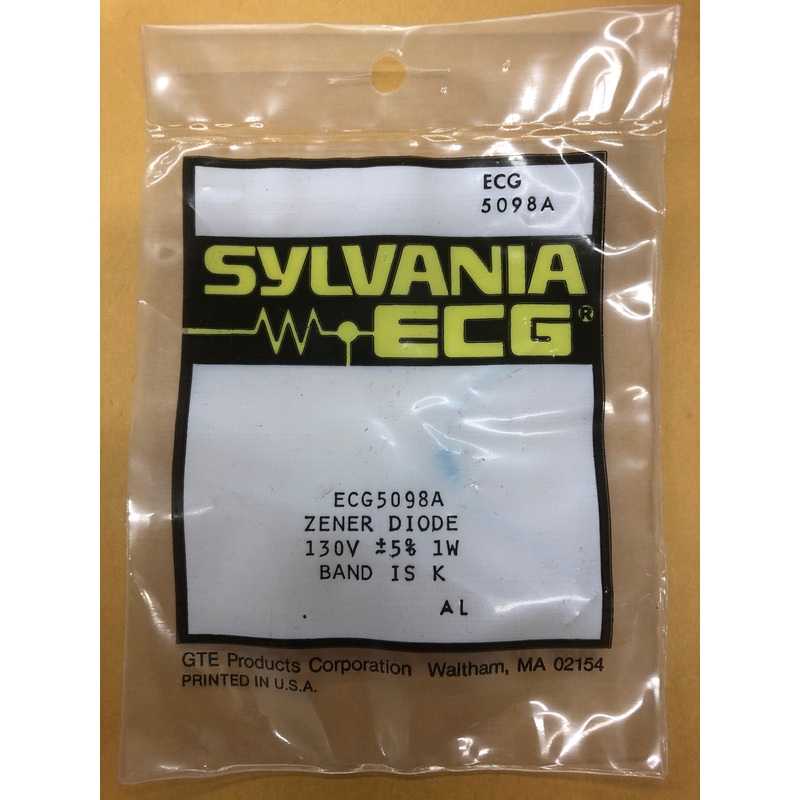 ECG
5098A
SYLVANIA
ECG®
ECG5098A
ZENER DIODE
130V ±5% 1W
BAND IS K
AL
GTE Products Corporation Waltham, MA 02154
PRINTED IN U.S.A.